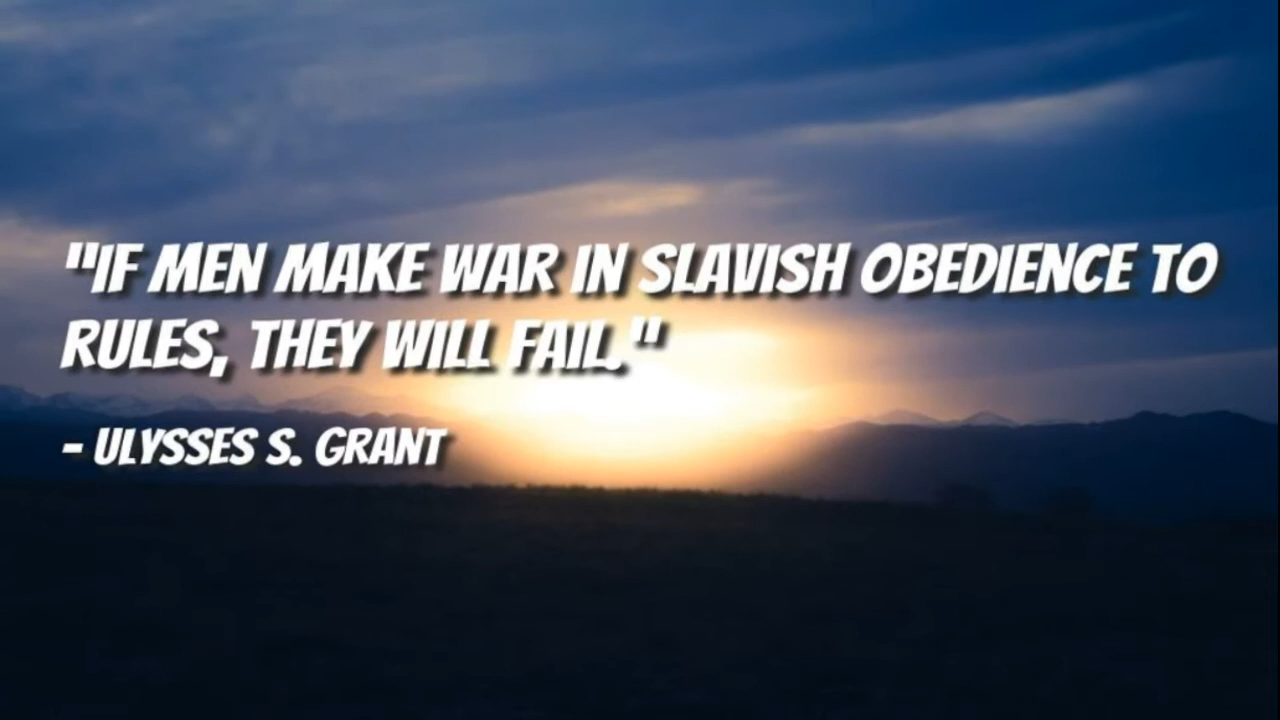 "IF MEN MAKE WAR IN SLAVISH OBEDIENCE TO
RULES, THEY WILL FAIL."
- ULYSSES S. GRANT